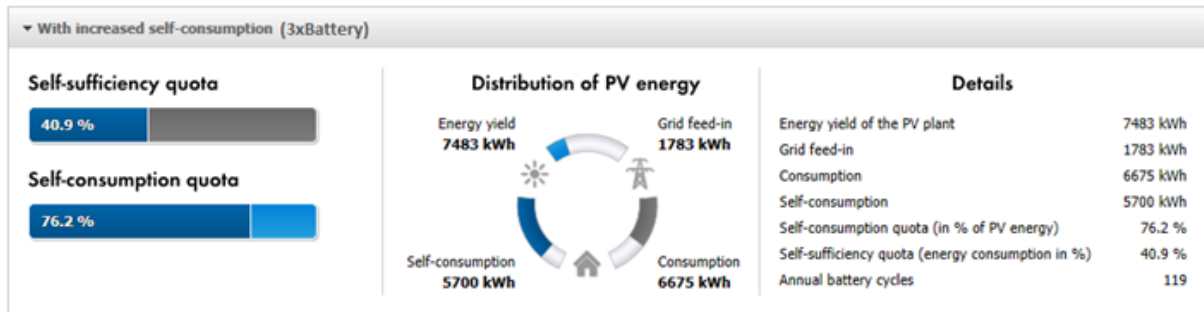 With increased self-consumption (3xBattery)
Self-sufficiency quota
40.9 %
Self-consumption quota
76.2 %
Distribution of PV energy
Energy yield
7483 kWh
Grid feed-in
1783 kWh
Self-consumption
5700 kWh
Consumption
6675 kWh
Details
Energy yield of the PV plant 7483 kWh
Grid feed-in 1783 kWh
Consumption 6675 kWh
Self-consumption 5700 kWh
Self-consumption quota (in % of PV energy) 76.2 %
Self-sufficiency quota (energy consumption in %) 40.9 %
Annual battery cycles 119